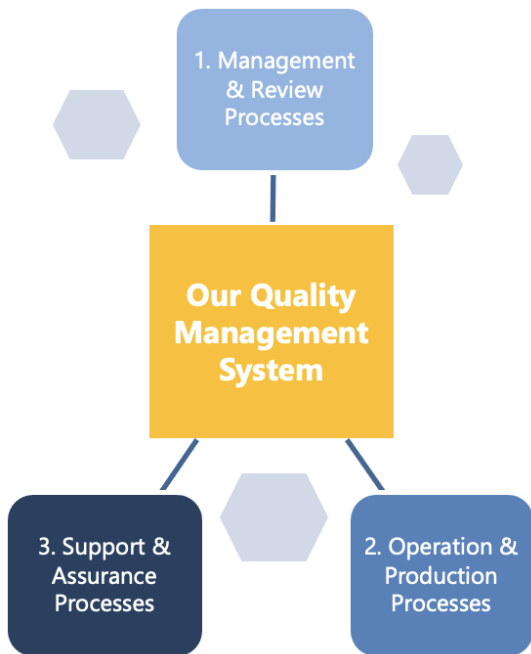 1. Management
& Review
Processes
Our Quality
Management
System
3. Support &
Assurance
Processes
2. Operation &
Production
Processes